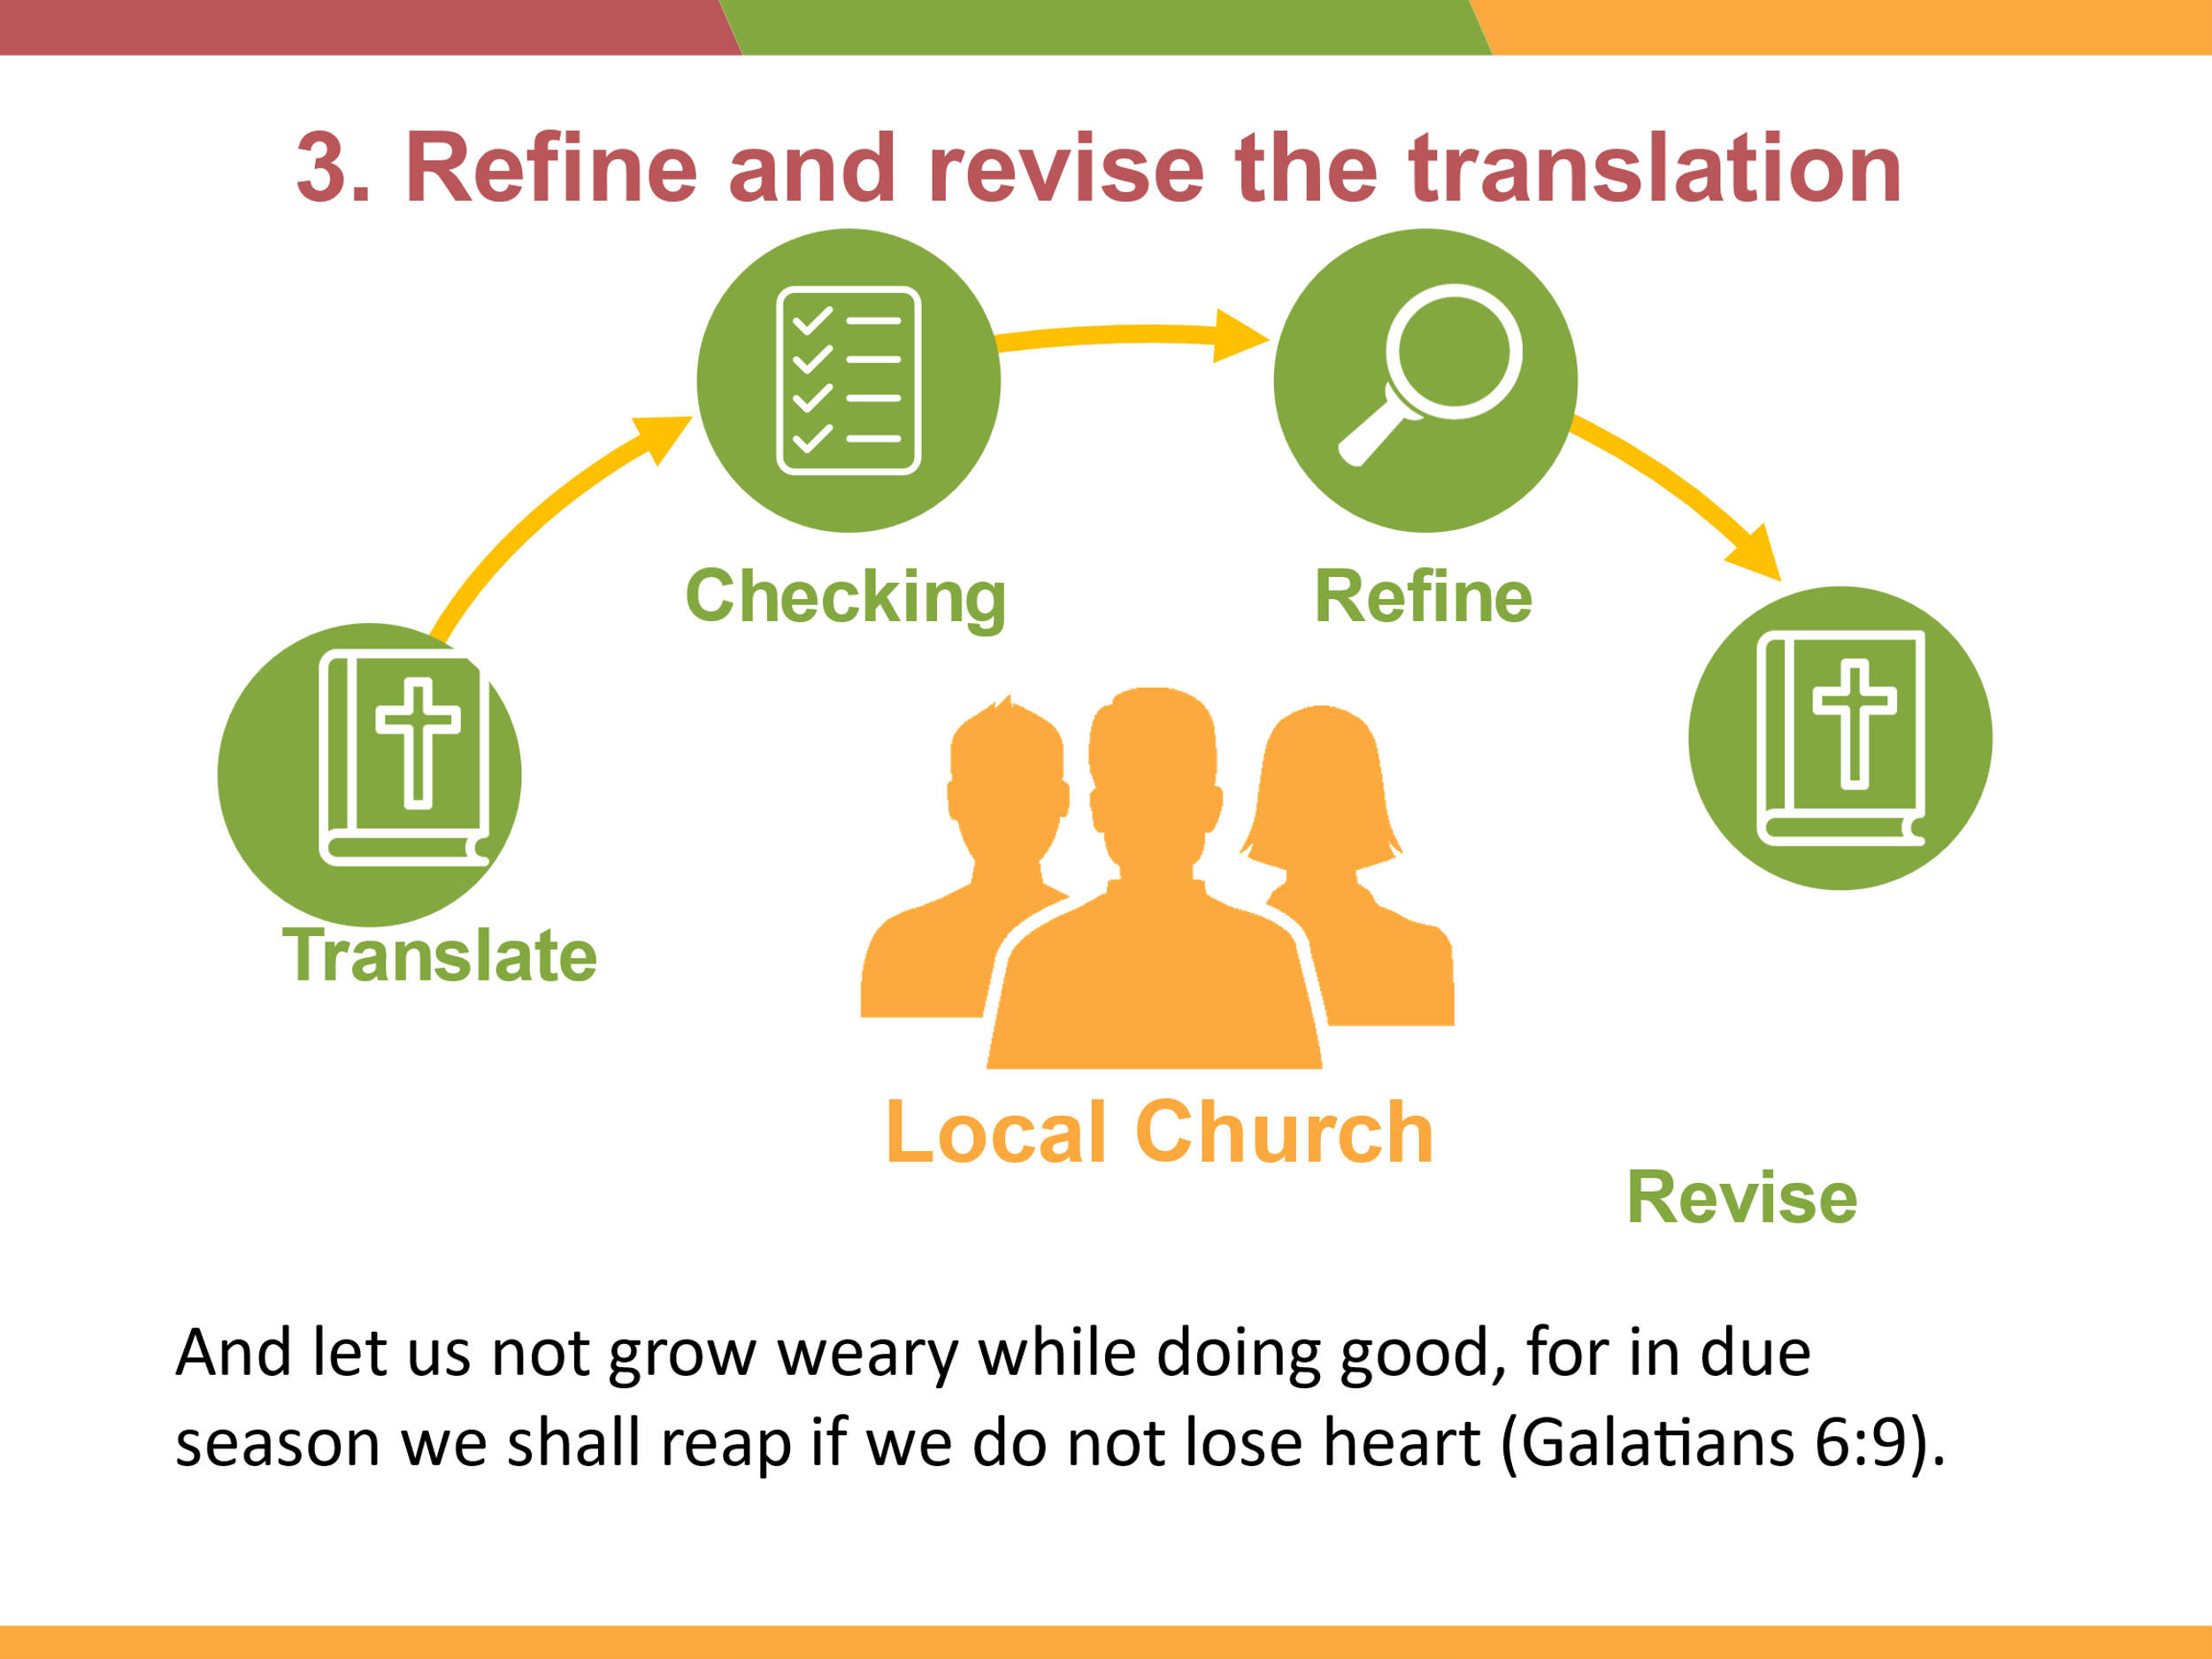 3. Refine and revise the translation
Checking
Refine
Translate
Local Church
Revise
And let us not grow weary while doing good, for in due
season we shall reap if we do not lose heart (Galatians 6:9).